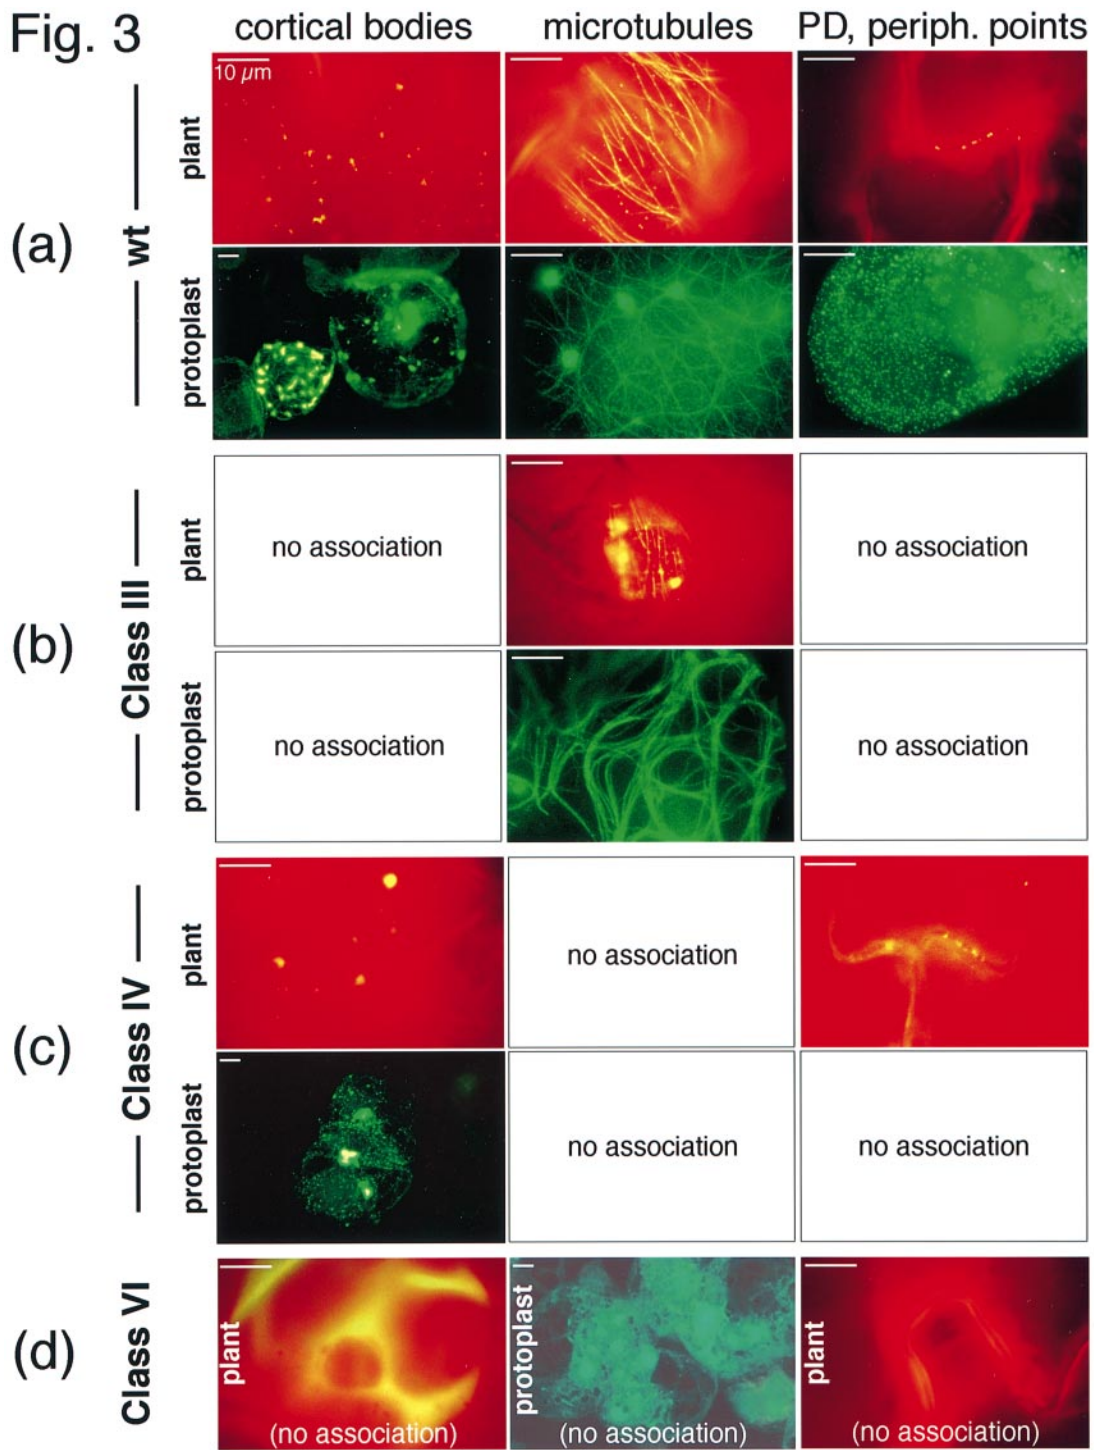 Fig. 3
cortical bodies
microtubules
PD, periph. points
10 µm
(a)
wt
plant
protoplast
(b)
Class III
plant
no association
no association
protoplast
no association
no association
(c)
Class IV
plant
no association
protoplast
no association
no association
(d)
Class VI
plant
(no association)
protoplast
(no association)
plant
(no association)